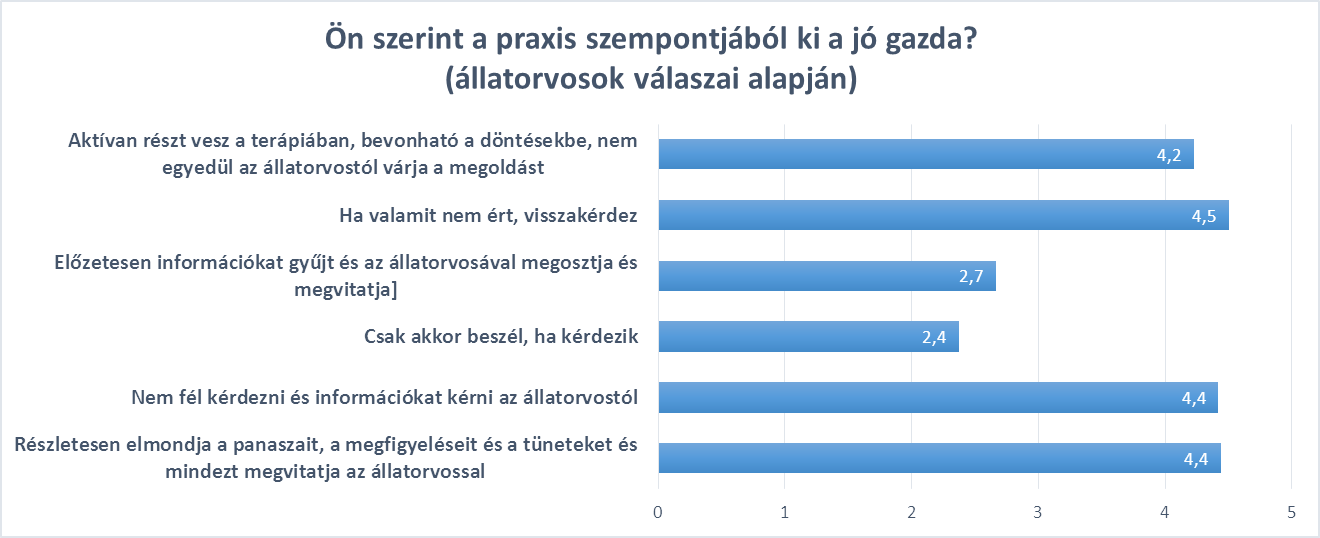 Ön szerint a praxis szempontjából ki a jó gazda?
(állatorvosok válaszai alapján)
Aktívan részt vesz a terápiában, bevonható a döntésekbe, nem
egyedül az állatorvostól várja a megoldást
4,2
Ha valamit nem ért, visszakérdez
4,5
Előzetesen információkat gyűjt és az állatorvosával megosztja és
megvitatja]
2,7
Csak akkor beszél, ha kérdezik
2,4
Nem fél kérdezni és információkat kérni az állatorvostól
4,4
Részletesen elmondja a panaszait, a megfigyeléseit és a tüneteket és
mindezt megvitatja az állatorvossal
4,4
0 1 2 3 4 5